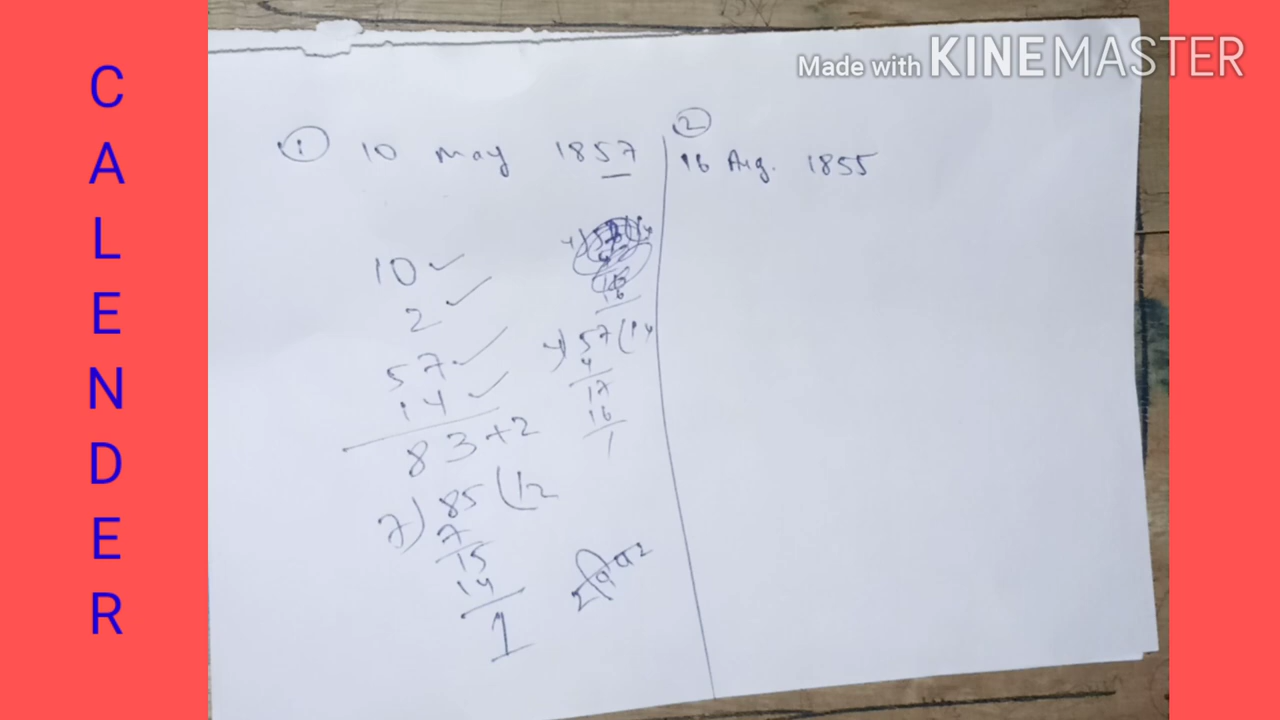 C
A
L
E
N
D
E
R
Made with KINEMASTER
① 10 may 1857
10 ✓
2 ✓
57 ✓
14 ✓
83+2
7) 85 (12
7
15
14
1
4) 57 (14
4
17
16
1
रविवार
②
16 Aug. 1855